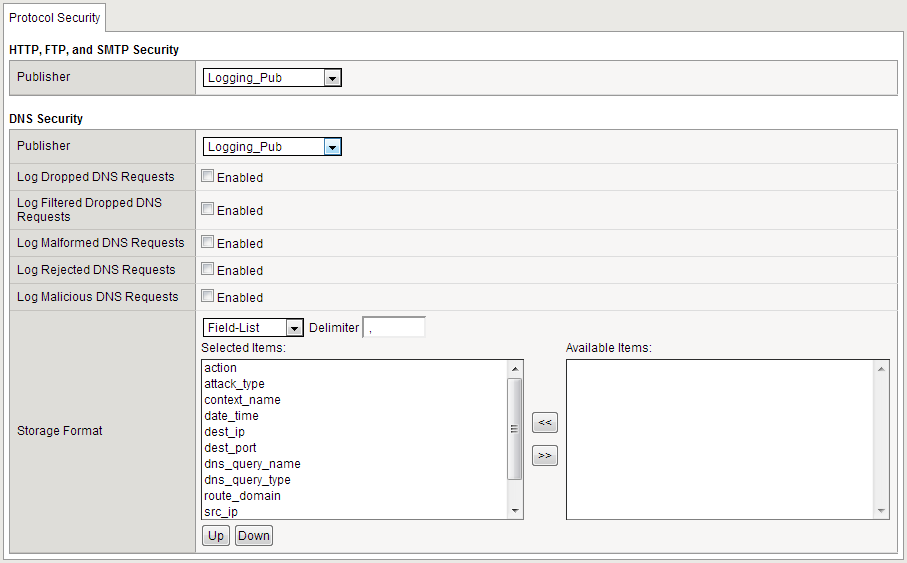 Protocol Security
HTTP, FTP, and SMTP Security
Publisher
Logging_Pub
DNS Security
Publisher
Logging_Pub
Log Dropped DNS Requests
Enabled
Log Filtered Dropped DNS
Requests
Enabled
Log Malformed DNS Requests
Enabled
Log Rejected DNS Requests
Enabled
Log Malicious DNS Requests
Enabled
Storage Format
Field-List Delimiter ,
Selected Items:
action
attack_type
context_name
date_time
dest_ip
dest_port
dns_query_name
dns_query_type
route_domain
src_ip
<<
>>
Available Items:
Up Down